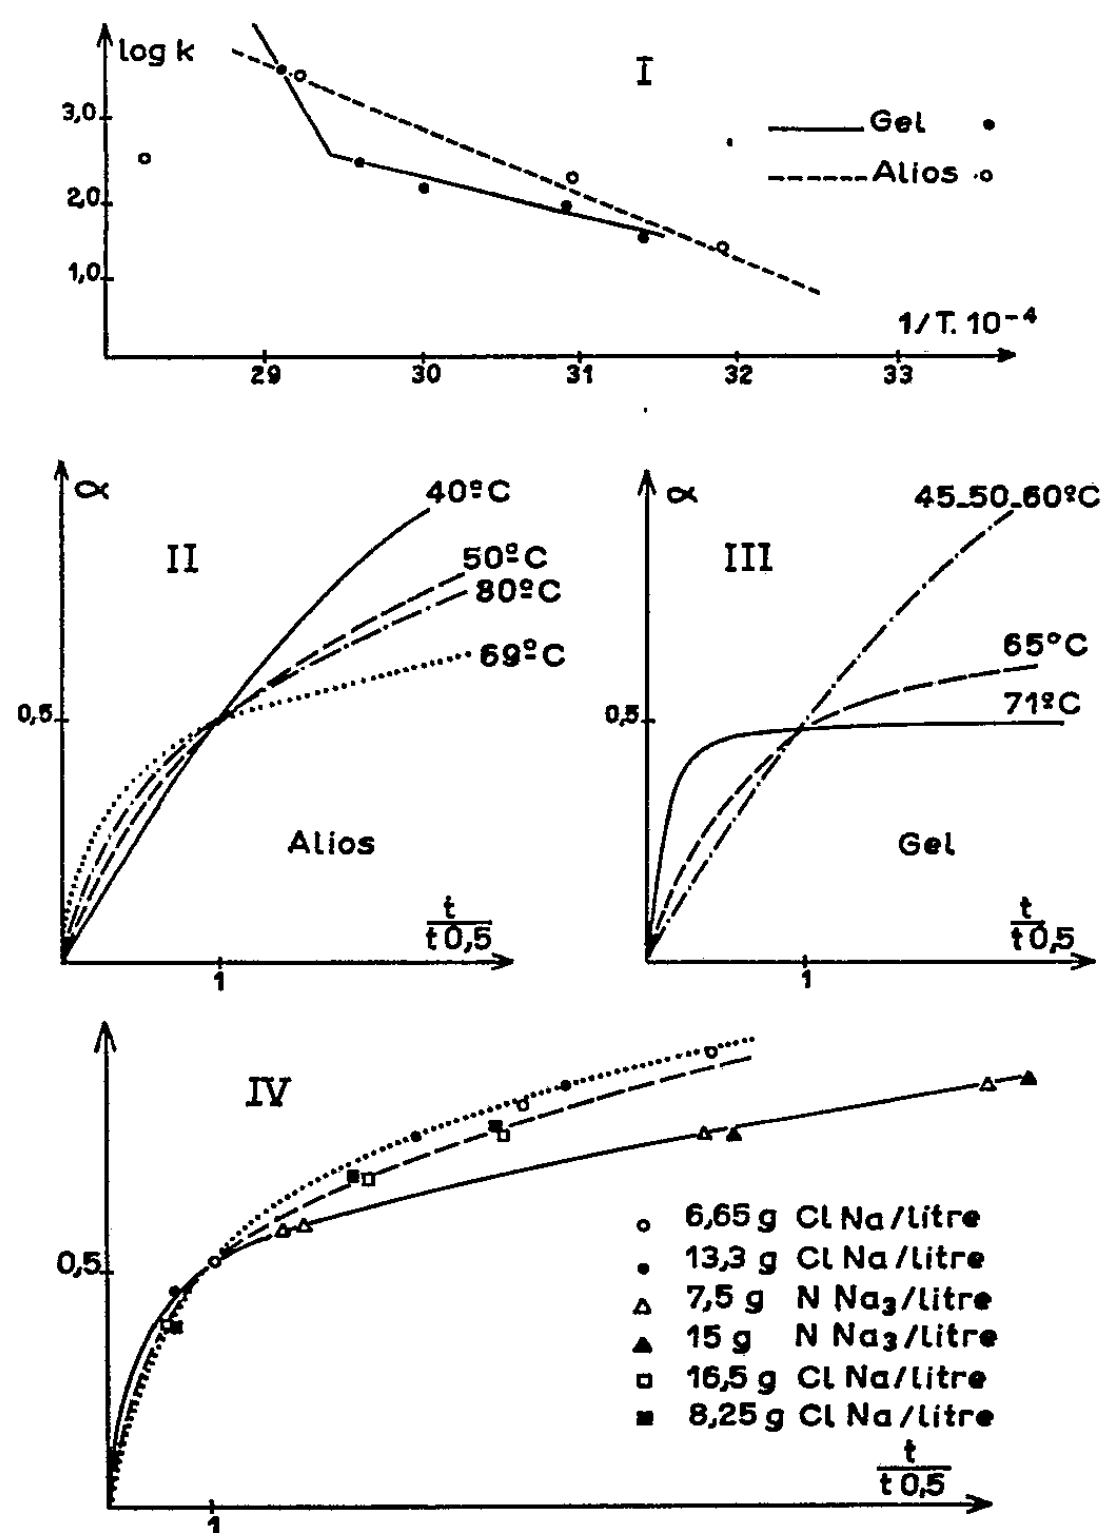 log k
I
3,0
Gel
Alios
2,0
1,0
1/T. 10⁻⁴
29 30 31 32 33
α
40ºC
II
50ºC
80ºC
69ºC
0,5
Alios
t
t 0,5
1
α
45_50_60ºC
III
65°C
71ºC
0,5
Gel
t
t 0,5
1
IV
0,5
6,65 g Cl Na/litre
13,3 g Cl Na/litre
7,5 g N Na₃/litre
15 g N Na₃/litre
16,5 g Cl Na/litre
8,25 g Cl Na/litre
t
t 0,5
1